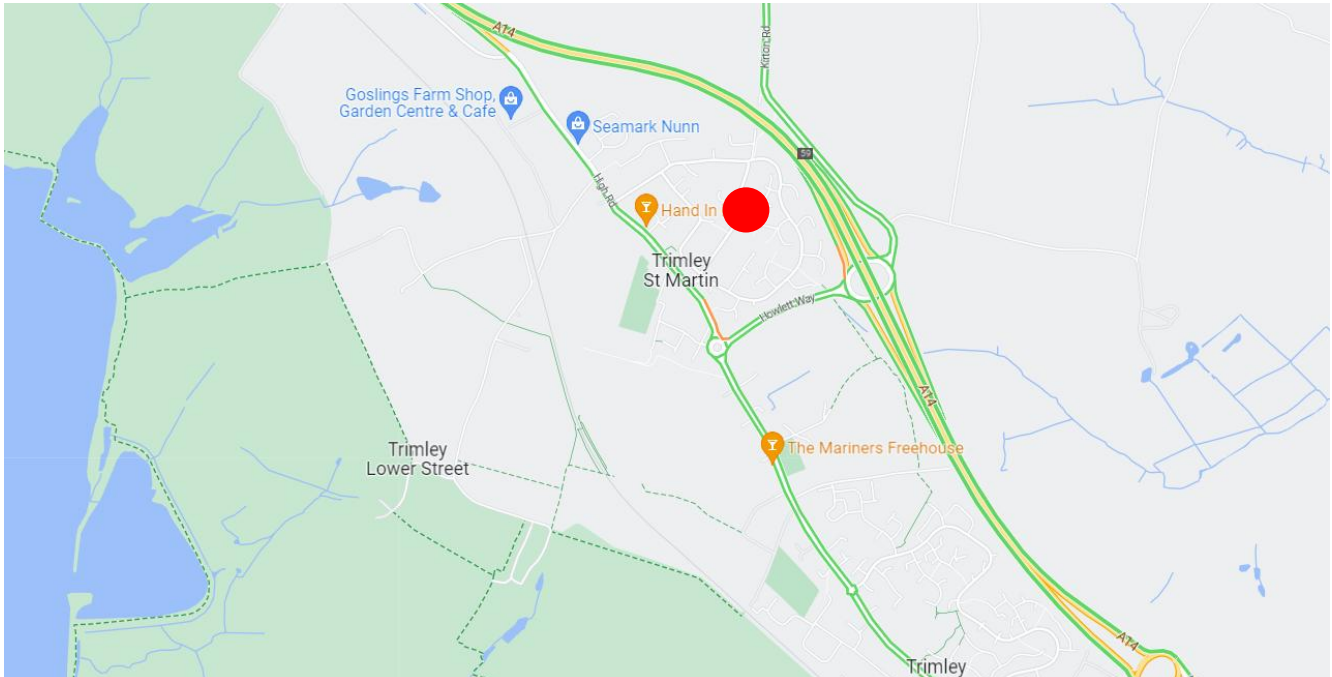 A14
Kirton Rd
Goslings Farm Shop,
Garden Centre & Cafe
Seamark Nunn
59
High Rd
Hand In
Trimley
St Martin
Howlett Way
A14
Trimley
Lower Street
The Mariners Freehouse
A14
Trimley